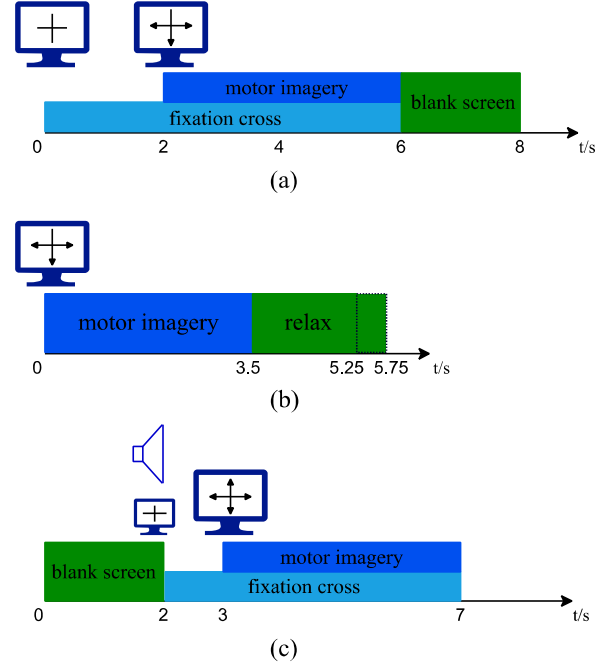 motor imagery
blank screen
fixation cross
0 2 4 6 8 t/s
(a)
motor imagery relax
0 3.5 5.25 5.75 t/s
(b)
motor imagery
blank screen
fixation cross
0 2 3 7 t/s
(c)